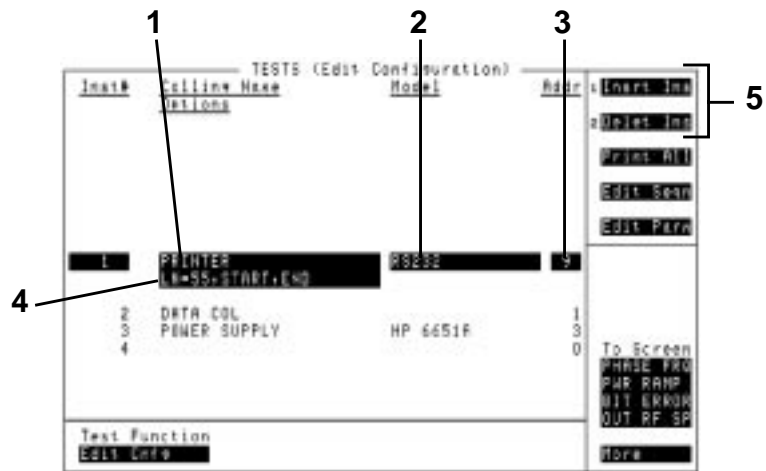 1 2 3
TESTS (Edit Configuration)
Inst# Calling Name Model Addr
Options
1 Insrt Ins
2 Delet Ins
5
Print All
Edit Seqn
Edit Parm
1 PRINTER RS232 9
LN=55,START,END
4
2 DATA COL 1
3 POWER SUPPLY HP 6651A 3
4 0
To Screen
PHASE FRQ
PWR RAMP
BIT ERROR
OUT RF SP
Test Function
Edit Cnfg
More